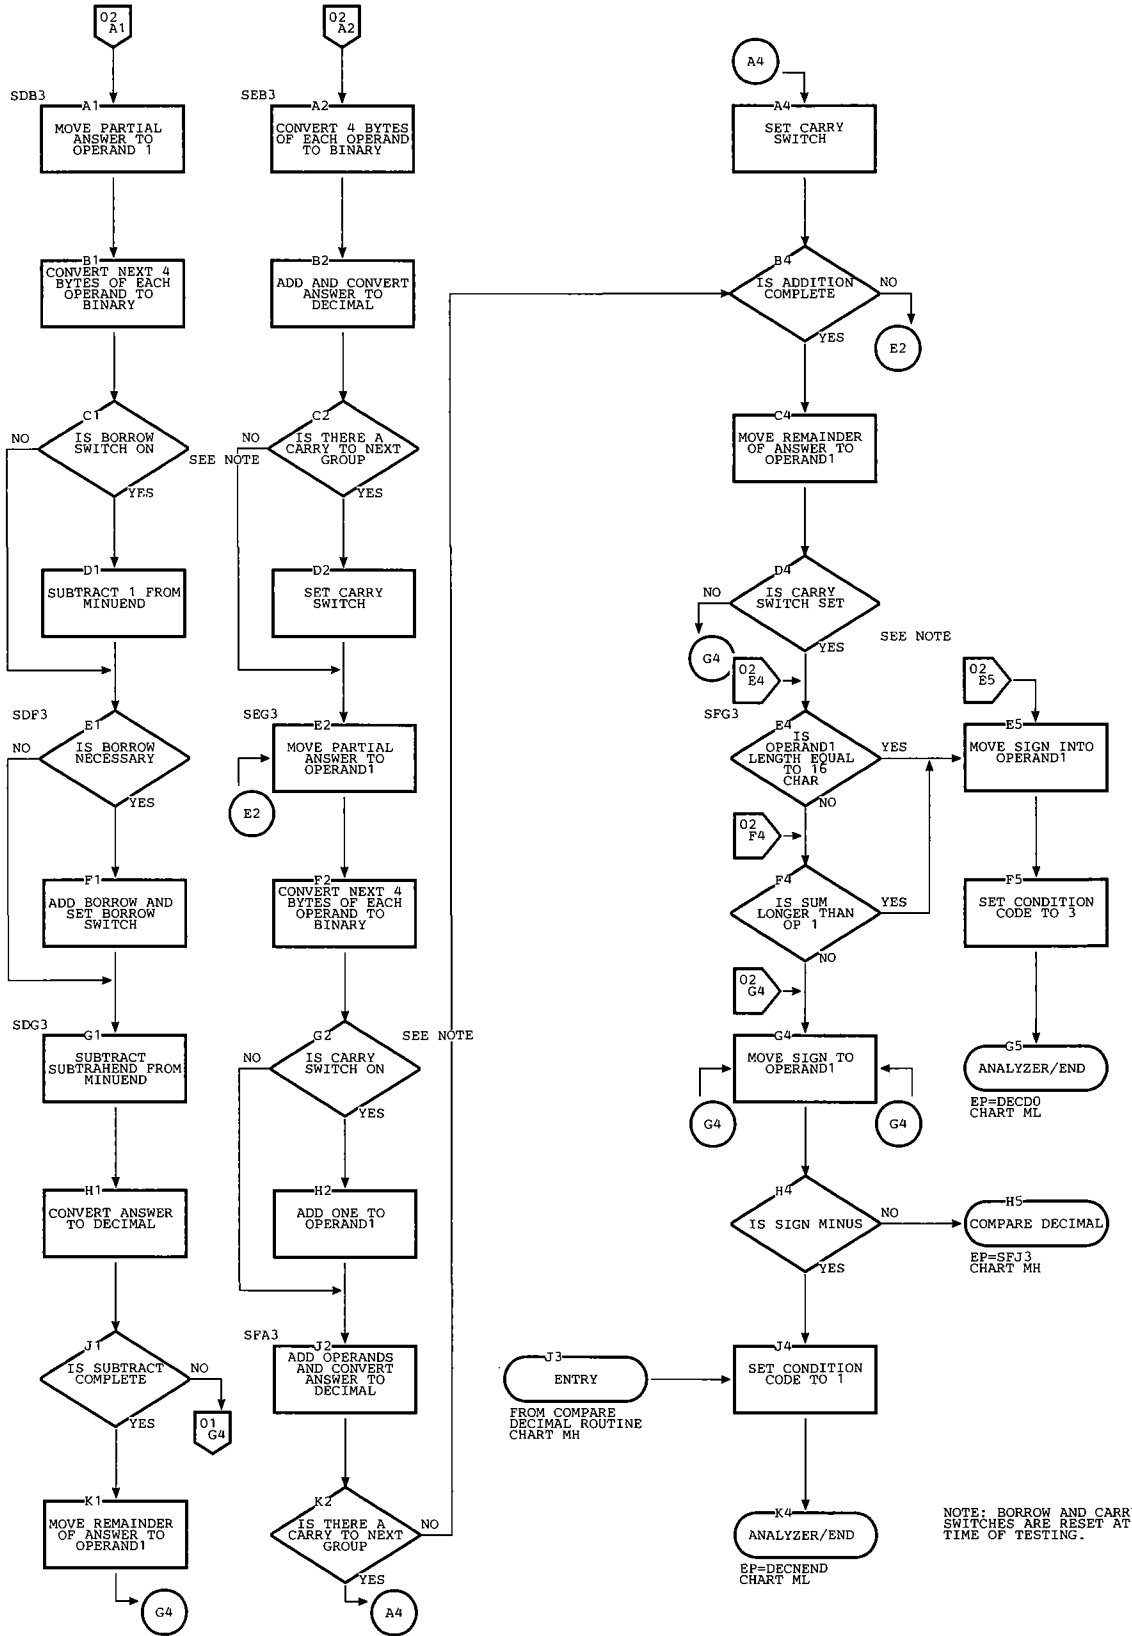 02
A1
SDB3
A1
MOVE PARTIAL
ANSWER TO
OPERAND 1
B1
CONVERT NEXT 4
BYTES OF EACH
OPERAND TO
BINARY
C1
IS BORROW
SWITCH ON
NO
YES
SEE NOTE
D1
SUBTRACT 1 FROM
MINUEND
SDF3
E1
IS BORROW
NECESSARY
NO
YES
F1
ADD BORROW AND
SET BORROW
SWITCH
SDG3
G1
SUBTRACT
SUBTRAHEND FROM
MINUEND
H1
CONVERT ANSWER
TO DECIMAL
J1
IS SUBTRACT
COMPLETE
NO
YES
01
G4
K1
MOVE REMAINDER
OF ANSWER TO
OPERAND1
G4
02
A2
SEB3
A2
CONVERT 4 BYTES
OF EACH OPERAND
TO BINARY
B2
ADD AND CONVERT
ANSWER TO
DECIMAL
C2
IS THERE A
CARRY TO NEXT
GROUP
NO
YES
D2
SET CARRY
SWITCH
SEG3
E2
MOVE PARTIAL
ANSWER TO
OPERAND1
E2
F2
CONVERT NEXT 4
BYTES OF EACH
OPERAND TO
BINARY
G2
IS CARRY
SWITCH ON
NO
YES
SEE NOTE
H2
ADD ONE TO
OPERAND1
SFA3
J2
ADD OPERANDS
AND CONVERT
ANSWER TO
DECIMAL
K2
IS THERE A
CARRY TO NEXT
GROUP
NO
YES
A4
J3
ENTRY
FROM COMPARE
DECIMAL ROUTINE
CHART MH
A4
A4
SET CARRY
SWITCH
B4
IS ADDITION
COMPLETE
NO
YES
E2
C4
MOVE REMAINDER
OF ANSWER TO
OPERAND1
D4
IS CARRY
SWITCH SET
NO
YES
SEE NOTE
G4
02
E4
SFG3
E4
IS
OPERAND1
LENGTH EQUAL
TO 16
CHAR
YES
NO
02
F4
F4
IS SUM
LONGER THAN
OP 1
YES
NO
02
G4
G4
MOVE SIGN TO
OPERAND1
G4
G4
H4
IS SIGN MINUS
NO
YES
J4
SET CONDITION
CODE TO 1
K4
ANALYZER/END
EP=DECNEND
CHART ML
02
E5
E5
MOVE SIGN INTO
OPERAND1
F5
SET CONDITION
CODE TO 3
G5
ANALYZER/END
EP=DECDO
CHART ML
H5
COMPARE DECIMAL
EP=SFJ3
CHART MH
NOTE: BORROW AND CARR
SWITCHES ARE RESET AT
TIME OF TESTING.